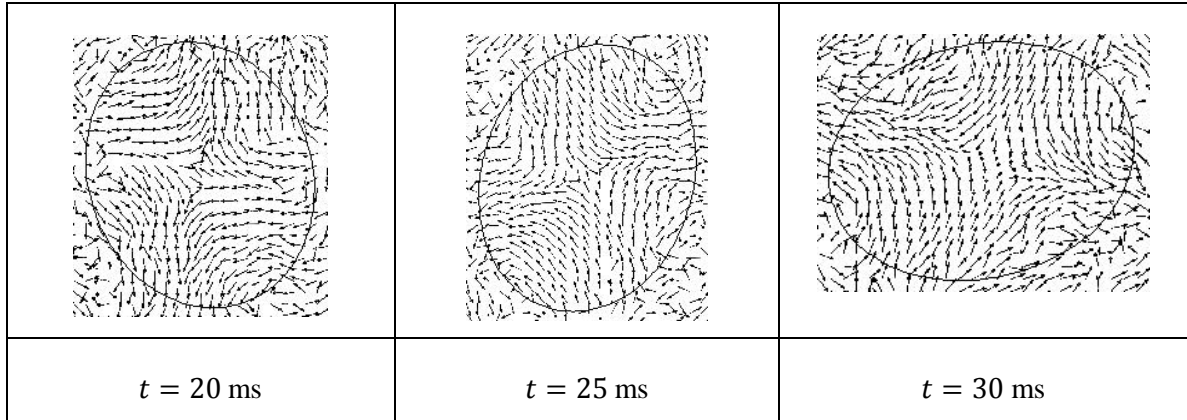 t = 20 ms
t = 25 ms
t = 30 ms